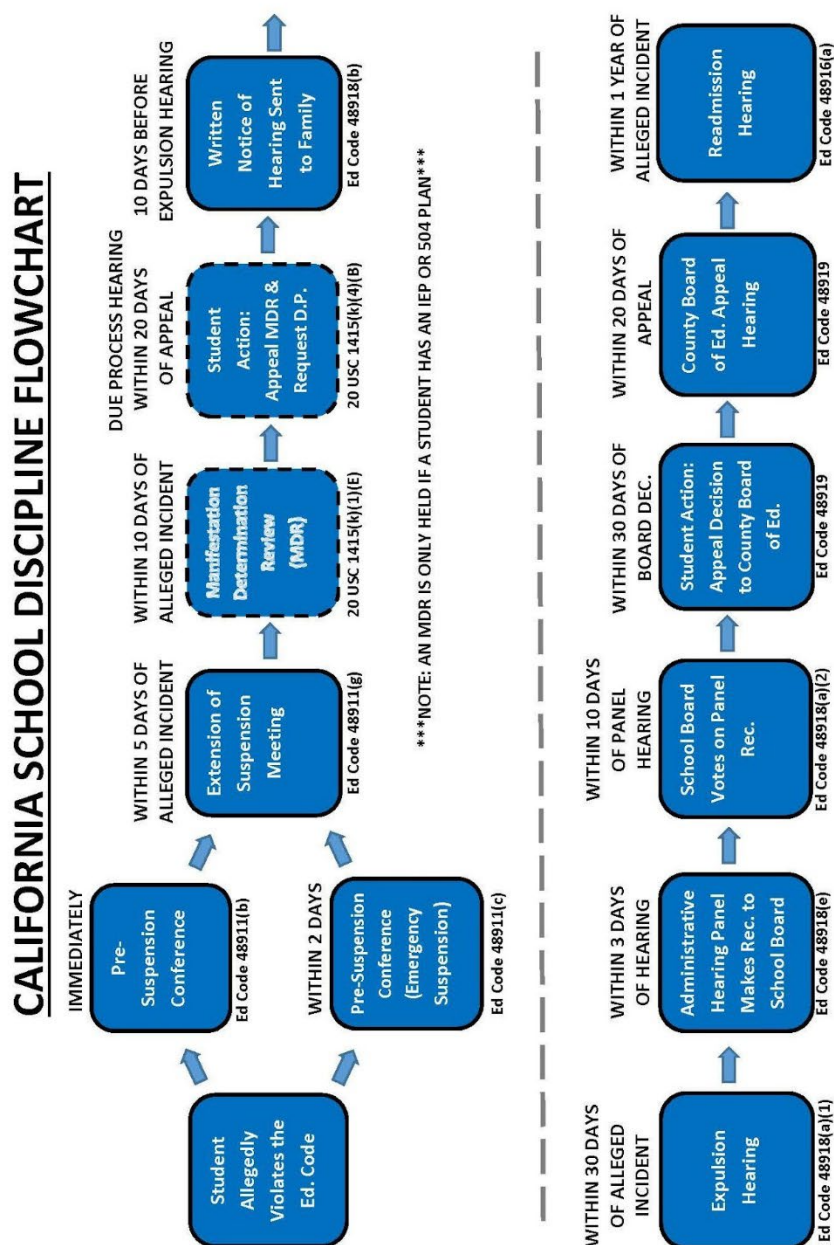 CALIFORNIA SCHOOL DISCIPLINE FLOWCHART
Student
Allegedly
Violates the
Ed. Code
IMMEDIATELY
Pre-
Suspension
Conference
Ed Code 48911(b)
WITHIN 2 DAYS
Pre-Suspension
Conference
(Emergency
Suspension)
Ed Code 48911(c)
WITHIN 5 DAYS OF
ALLEGED INCIDENT
Extension of
Suspension
Meeting
Ed Code 48911(g)
WITHIN 10 DAYS OF
ALLEGED INCIDENT
Manifestation
Determination
Review
(MDR)
20 USC 1415(k)(1)(E)
DUE PROCESS HEARING
WITHIN 20 DAYS
OF APPEAL
Student
Action:
Appeal MDR &
Request D.P.
20 USC 1415(k)(4)(B)
10 DAYS BEFORE
EXPULSION HEARING
Written
Notice of
Hearing Sent
to Family
Ed Code 48918(b)
***NOTE: AN MDR IS ONLY HELD IF A STUDENT HAS AN IEP OR 504 PLAN***
WITHIN 30 DAYS
OF ALLEGED
INCIDENT
Expulsion
Hearing
Ed Code 48918(a)(1)
WITHIN 3 DAYS
OF HEARING
Administrative
Hearing Panel
Makes Rec. to
School Board
Ed Code 48918(e)
WITHIN 10 DAYS
OF PANEL
HEARING
School Board
Votes on Panel
Rec.
Ed Code 48918(a)(2)
WITHIN 30 DAYS OF
BOARD DEC.
Student Action:
Appeal Decision
to County Board
of Ed.
Ed Code 48919
WITHIN 20 DAYS OF
APPEAL
County Board
of Ed. Appeal
Hearing
Ed Code 48919
WITHIN 1 YEAR OF
ALLEGED INCIDENT
Readmission
Hearing
Ed Code 48916(a)